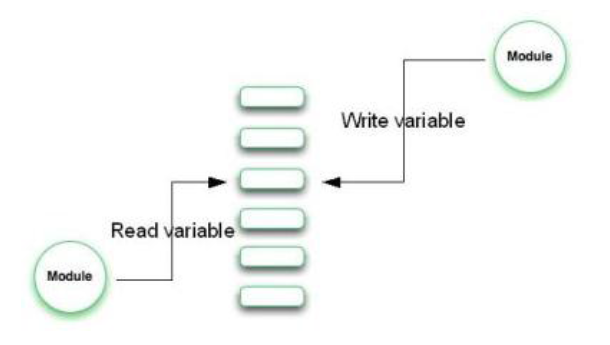 Module
Write variable
Read variable
Module